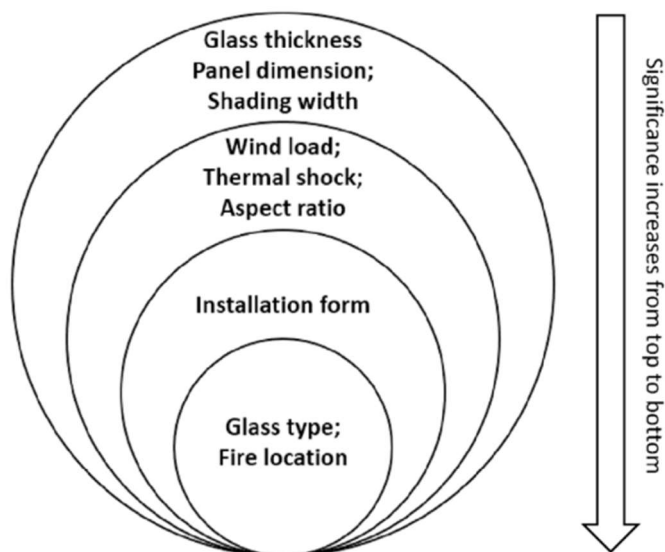 Glass thickness
Panel dimension;
Shading width
Wind load;
Thermal shock;
Aspect ratio
Installation form
Glass type;
Fire location
Significance increases from top to bottom